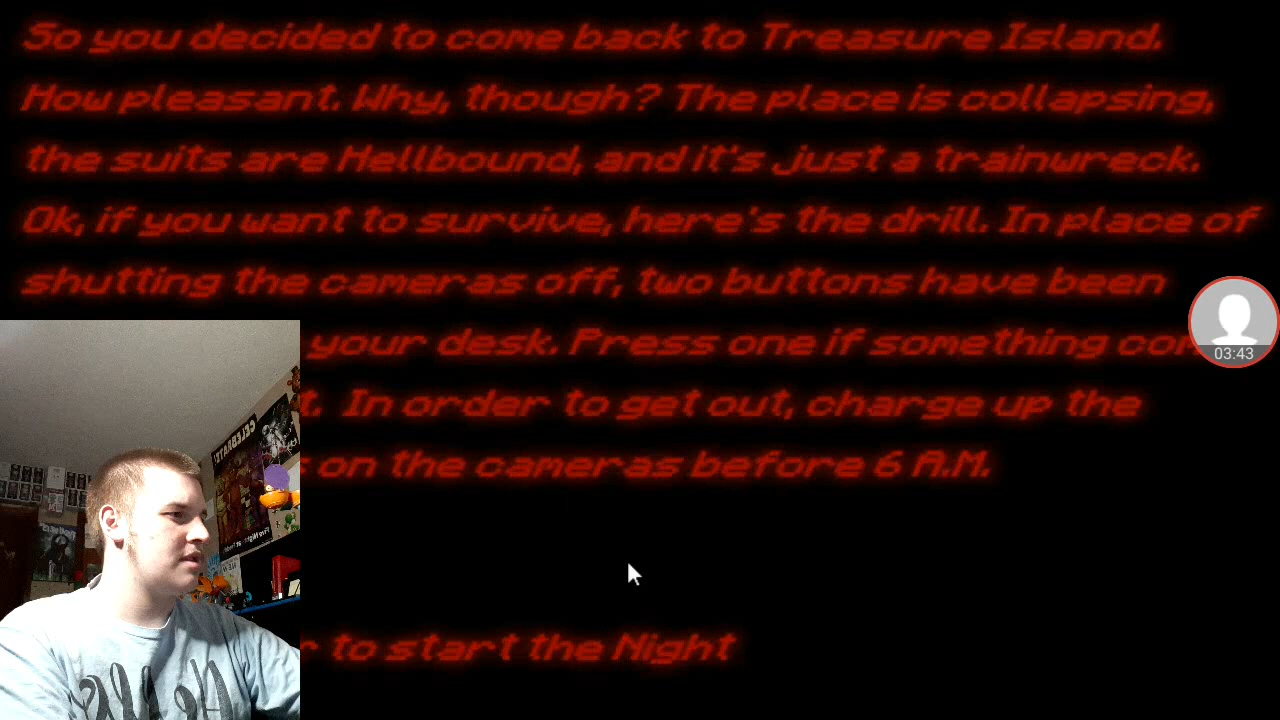 So you decided to come back to Treasure Island.
How pleasant. Why, though? The place is collapsing,
the suits are Hellbound, and it's just a trainwreck.
Ok, if you want to survive, here's the drill. In place of
shutting the cameras off, two buttons have been
your desk. Press one if something
In order to get out, charge up the
on the cameras before 6 A.M.
03:43
to start the Night
CELEBRATE!